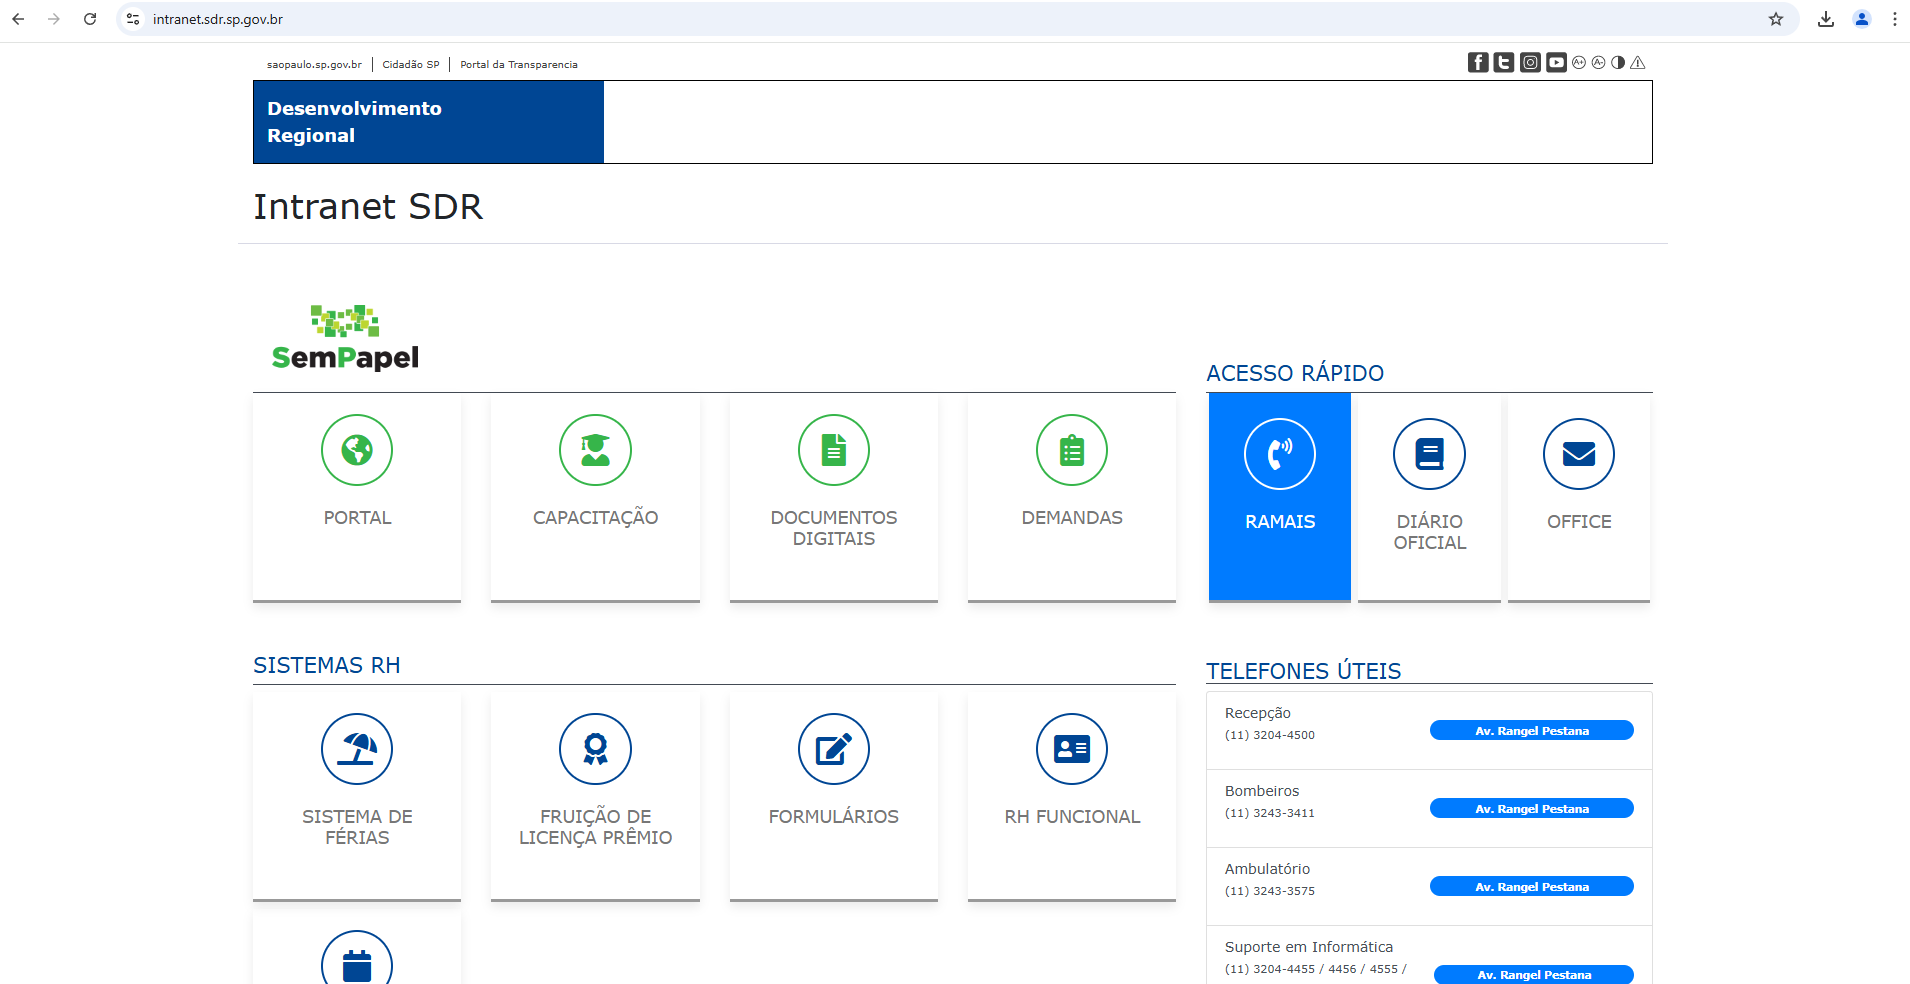 intranet.sdr.sp.gov.br
saopaulo.sp.gov.br
Cidadão SP
Portal da Transparencia
A+
A-
Desenvolvimento
Regional
Intranet SDR
SemPapel
PORTAL
CAPACITAÇÃO
DOCUMENTOS
DIGITAIS
DEMANDAS
ACESSO RÁPIDO
RAMAIS
DIÁRIO
OFICIAL
OFFICE
SISTEMAS RH
SISTEMA DE
FÉRIAS
FRUIÇÃO DE
LICENÇA PRÊMIO
FORMULÁRIOS
RH FUNCIONAL
TELEFONES ÚTEIS
Recepção
(11) 3204-4500
Av. Rangel Pestana
Bombeiros
(11) 3243-3411
Av. Rangel Pestana
Ambulatório
(11) 3243-3575
Av. Rangel Pestana
Suporte em Informática
(11) 3204-4455 / 4456 / 4555 /
Av. Rangel Pestana